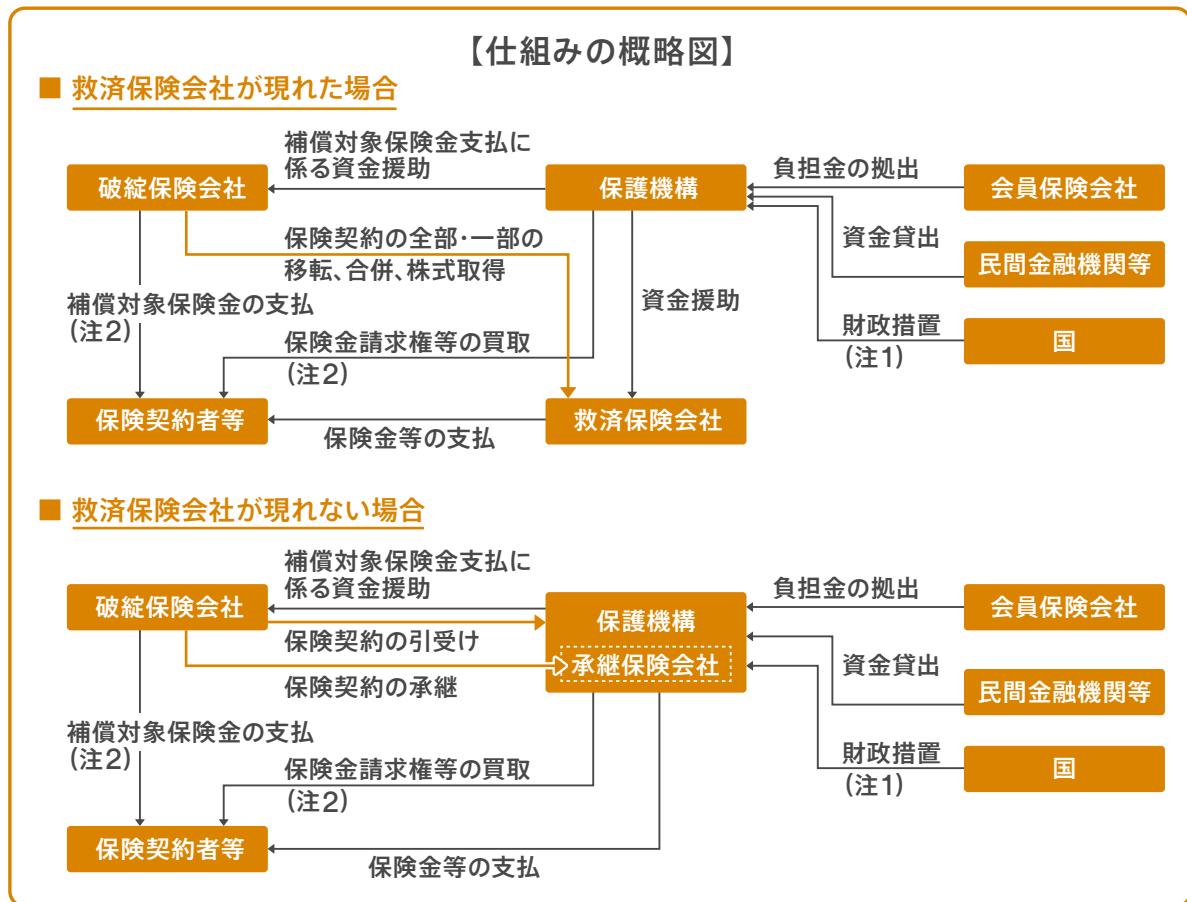 【仕組みの概略図】
■ 救済保険会社が現れた場合
補償対象保険金支払に
係る資金援助
負担金の拠出
破綻保険会社
保護機構
会員保険会社
保険契約の全部・一部の
移転、合併、株式取得
資金貸出
民間金融機関等
補償対象保険金の支払
(注2)
資金援助
財政措置
(注1)
国
保険金請求権等の買取
(注2)
保険契約者等
救済保険会社
保険金等の支払
■ 救済保険会社が現れない場合
補償対象保険金支払に
係る資金援助
負担金の拠出
破綻保険会社
保護機構
会員保険会社
保険契約の引受け
承継保険会社
資金貸出
保険契約の承継
民間金融機関等
補償対象保険金の支払
(注2)
財政措置
(注1)
国
保険金請求権等の買取
(注2)
保険契約者等
保険金等の支払